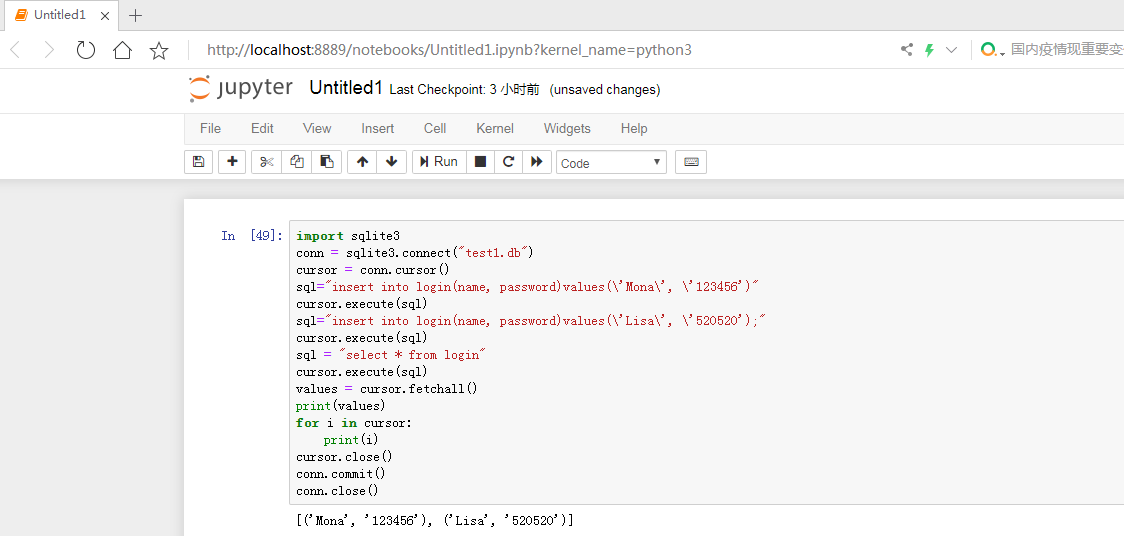 Untitled1
http://localhost:8889/notebooks/Untitled1.ipynb?kernel_name=python3
国内疫情现重要变
jupyter Untitled1 Last Checkpoint: 3 小时前 (unsaved changes)
File Edit View Insert Cell Kernel Widgets Help
Run Code
In [49]:
import sqlite3
conn = sqlite3.connect("test1.db")
cursor = conn.cursor()
sql="insert into login(name, password)values(\'Mona\', \'123456')"
cursor.execute(sql)
sql="insert into login(name, password)values(\'Lisa\', \'520520');"
cursor.execute(sql)
sql = "select * from login"
cursor.execute(sql)
values = cursor.fetchall()
print(values)
for i in cursor:
    print(i)
cursor.close()
conn.commit()
conn.close()
[('Mona', '123456'), ('Lisa', '520520')]